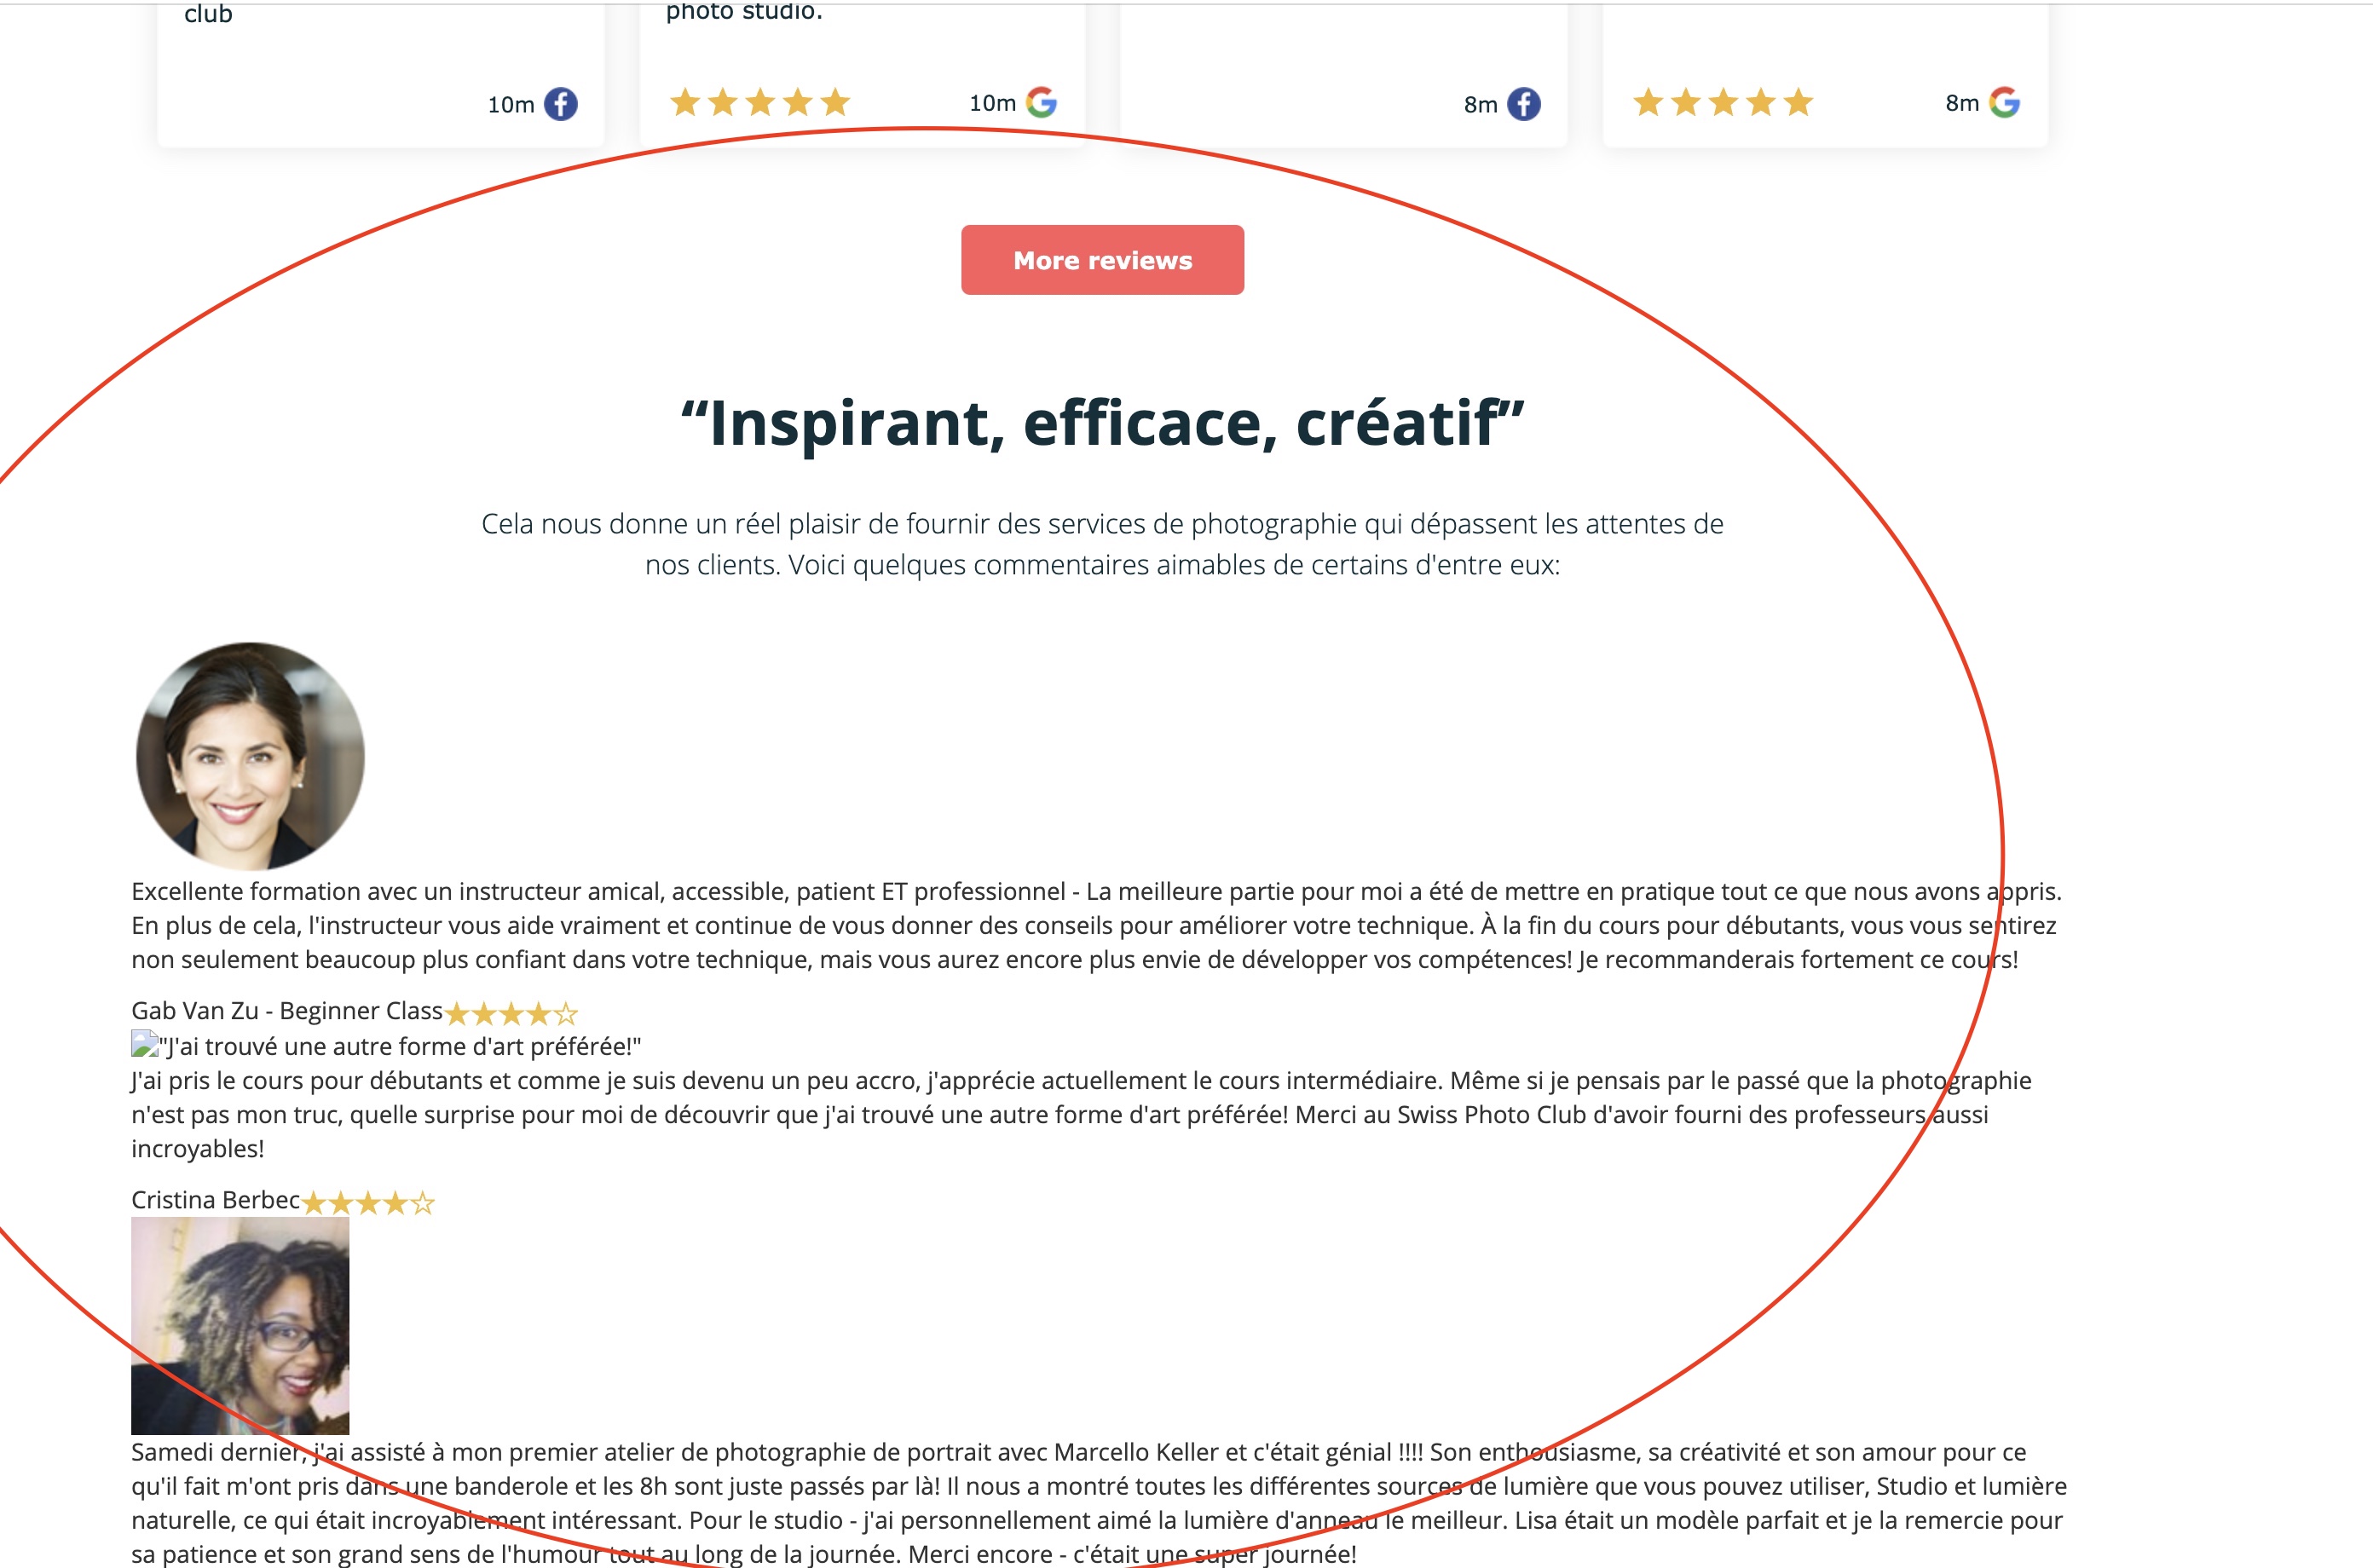 club
photo studio.
10m
10m
8m
8m
More reviews
“Inspirant, efficace, créatif”
Cela nous donne un réel plaisir de fournir des services de photographie qui dépassent les attentes de
nos clients. Voici quelques commentaires aimables de certains d'entre eux:
Excellente formation avec un instructeur amical, accessible, patient ET professionnel - La meilleure partie pour moi a été de mettre en pratique tout ce que nous avons appris.
En plus de cela, l'instructeur vous aide vraiment et continue de vous donner des conseils pour améliorer votre technique. À la fin du cours pour débutants, vous vous sentirez
non seulement beaucoup plus confiant dans votre technique, mais vous aurez encore plus envie de développer vos compétences! Je recommanderais fortement ce cours!
Gab Van Zu - Beginner Class
"J'ai trouvé une autre forme d'art préférée!"
J'ai pris le cours pour débutants et comme je suis devenu un peu accro, j'apprécie actuellement le cours intermédiaire. Même si je pensais par le passé que la photographie
n'est pas mon truc, quelle surprise pour moi de découvrir que j'ai trouvé une autre forme d'art préférée! Merci au Swiss Photo Club d'avoir fourni des professeurs aussi
incroyables!
Cristina Berbec
Samedi dernier, j'ai assisté à mon premier atelier de photographie de portrait avec Marcello Keller et c'était génial !!!! Son enthousiasme, sa créativité et son amour pour ce
qu'il fait m'ont pris dans une banderole et les 8h sont juste passés par là! Il nous a montré toutes les différentes sources de lumière que vous pouvez utiliser, Studio et lumière
naturelle, ce qui était incroyablement intéressant. Pour le studio - j'ai personnellement aimé la lumière d'anneau le meilleur. Lisa était un modèle parfait et je la remercie pour
sa patience et son grand sens de l'humour tout au long de la journée. Merci encore - c'était une super journée!